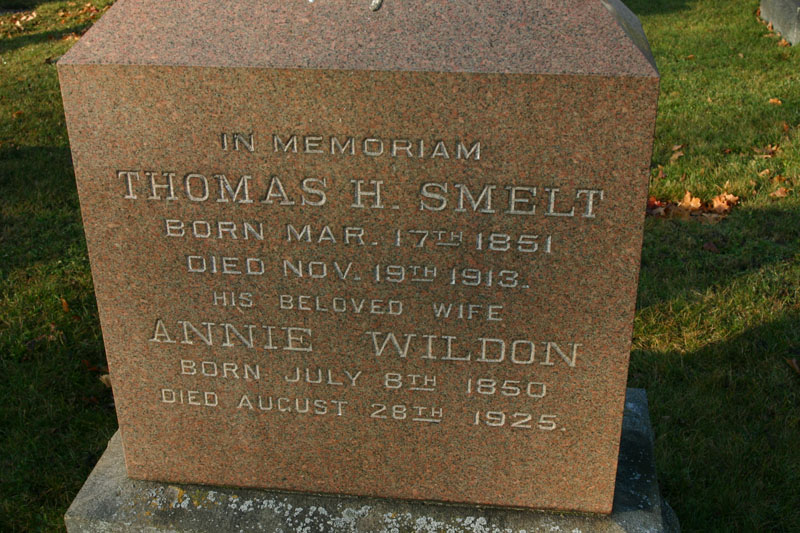 IN MEMORIAM
THOMAS H. SMELT
BORN MAR. 17TH 1851
DIED NOV. 19TH 1913.
HIS BELOVED WIFE
ANNIE WILDON
BORN JULY 8TH 1850
DIED AUGUST 28TH 1925.